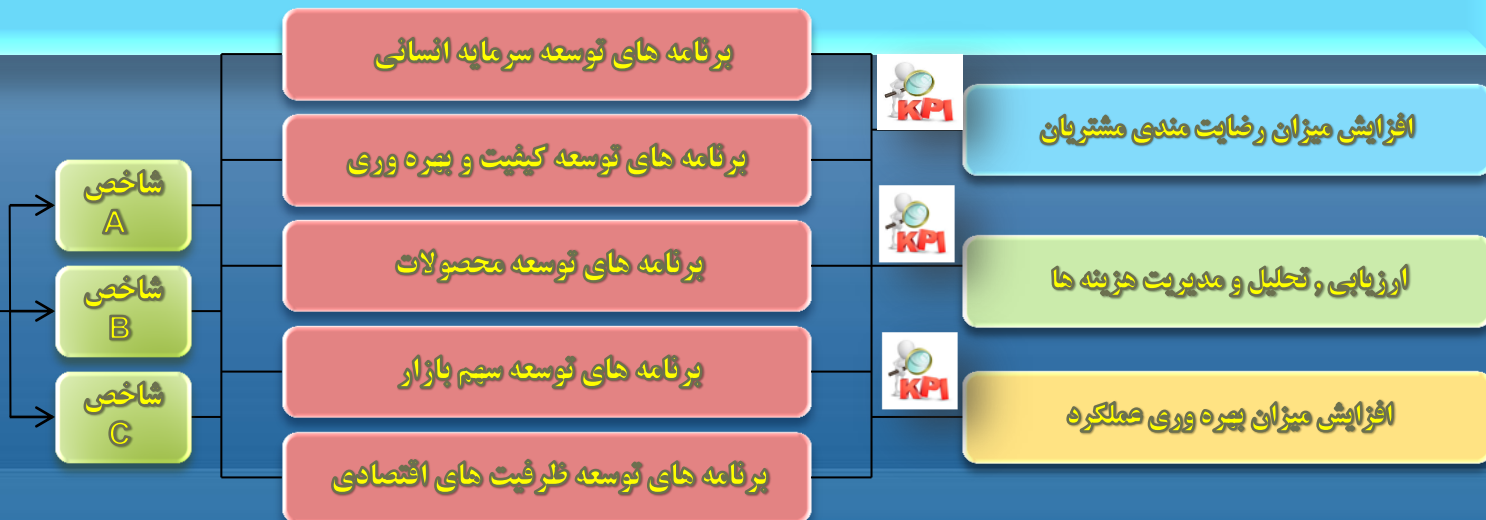 برنامه های توسعه سرمایه انسانی
برنامه های توسعه کیفیت و بهره وری
برنامه های توسعه محصولات
برنامه های توسعه سهم بازار
برنامه های توسعه ظرفیت های اقتصادی
KPI
افزایش میزان رضایت مندی مشتریان
KPI
ارزیابی , تحلیل و مدیریت هزینه ها
KPI
افزایش میزان بهره وری عملکرد
شاخص
A
شاخص
B
شاخص
C